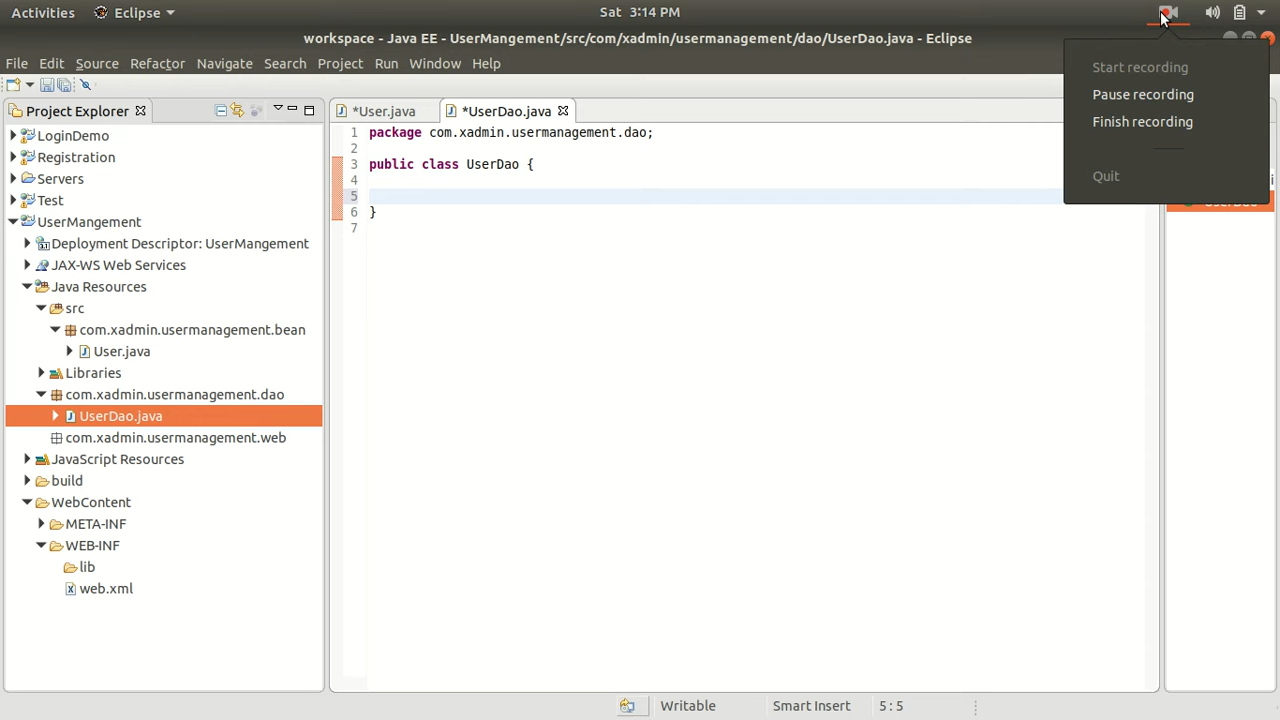 Activities Eclipse Sat 3:14 PM
workspace - Java EE - UserMangement/src/com/xadmin/usermanagement/dao/UserDao.java - Eclipse
File Edit Source Refactor Navigate Search Project Run Window Help
Start recording
Pause recording
Finish recording
Quit
Project Explorer
LoginDemo
Registration
Servers
Test
UserMangement
Deployment Descriptor: UserMangement
JAX-WS Web Services
Java Resources
src
com.xadmin.usermanagement.bean
User.java
Libraries
com.xadmin.usermanagement.dao
UserDao.java
com.xadmin.usermanagement.web
JavaScript Resources
build
WebContent
META-INF
WEB-INF
lib
web.xml
*User.java *UserDao.java
1 package com.xadmin.usermanagement.dao;
2
3 public class UserDao {
4
5
6 }
7
UserDao
Writable Smart Insert 5 : 5